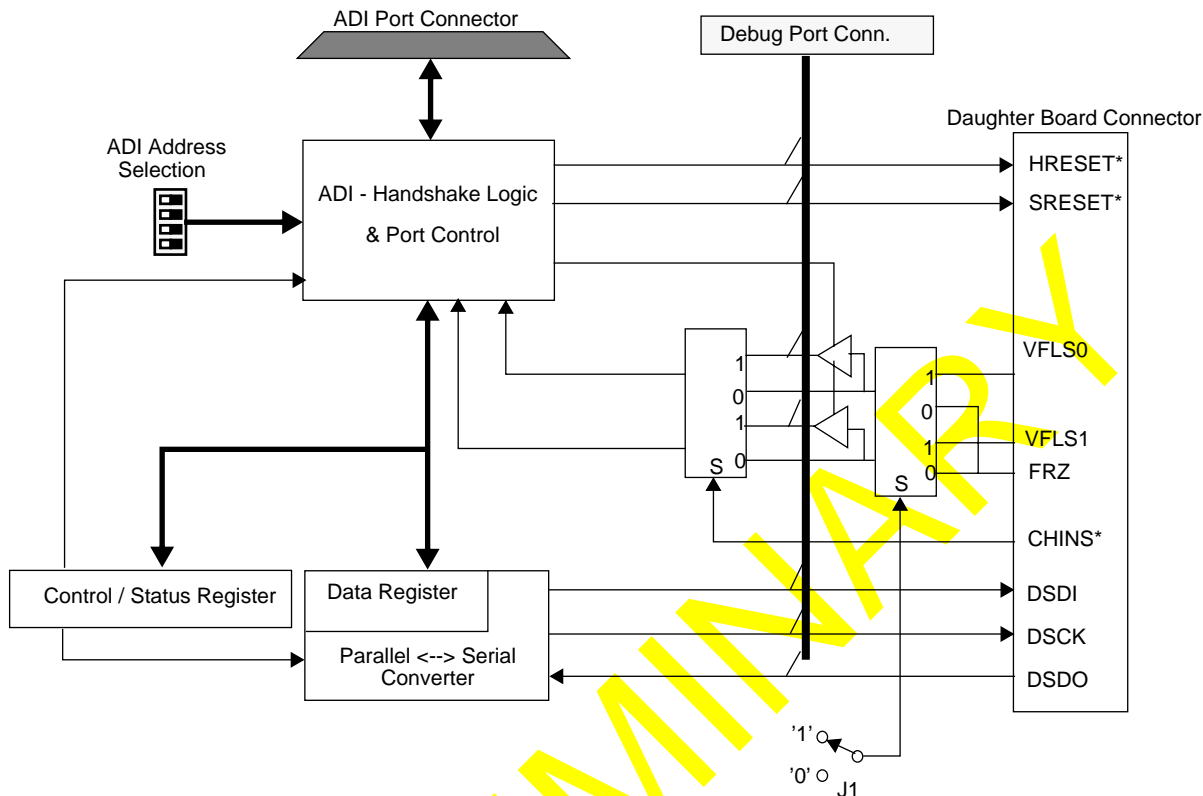 ADI Port Connector
Debug Port Conn.
Daughter Board Connector
ADI Address
Selection
ADI - Handshake Logic
& Port Control
HRESET*
SRESET*
VFLS0
1
0
1
0
S
1
0
1
0
S
VFLS1
FRZ
CHINS*
Control / Status Register
Data Register
Parallel <--> Serial
Converter
DSDI
DSCK
DSDO
'1'
'0'
J1
MINARY